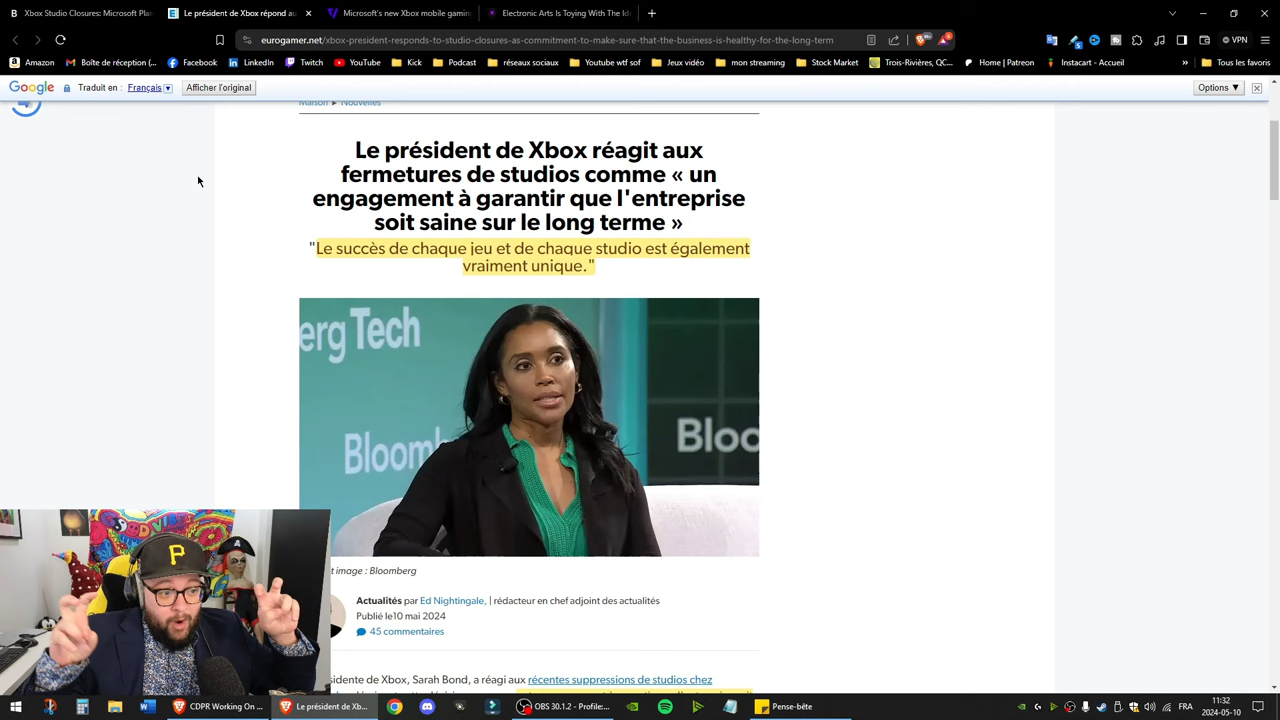 Xbox Studio Closures: Microsoft Plan
Le président de Xbox répond au
Microsoft's new Xbox mobile gaming
Electronic Arts Is Toying With The Id
eurogamer.net/xbox-president-responds-to-studio-closures-as-commitment-to-make-sure-that-the-business-is-healthy-for-the-long-term
VPN
Amazon
Boîte de réception (...
Facebook
LinkedIn
Twitch
YouTube
Kick
Podcast
réseaux sociaux
Youtube wtf sof
Jeux vidéo
mon streaming
Stock Market
Trois-Rivières, QC...
Home | Patreon
Instacart - Accueil
»
Tous les favoris
Google
Traduit en : Français
Afficher l'original
Options ▼
Maison ► Nouvelles
Le président de Xbox réagit aux
fermetures de studios comme « un
engagement à garantir que l'entreprise
soit saine sur le long terme »
"Le succès de chaque jeu et de chaque studio est également
vraiment unique."
erg Tech
Bloomb
Bloo
t image : Bloomberg
Actualités par Ed Nightingale, | rédacteur en chef adjoint des actualités
Publié le10 mai 2024
45 commentaires
sidente de Xbox, Sarah Bond, a réagi aux récentes suppressions de studios chez
CDPR Working On ...
Le président de Xb...
OBS 30.1.2 - Profile:...
Pense-bête
FRA
11:32
2024-05-10